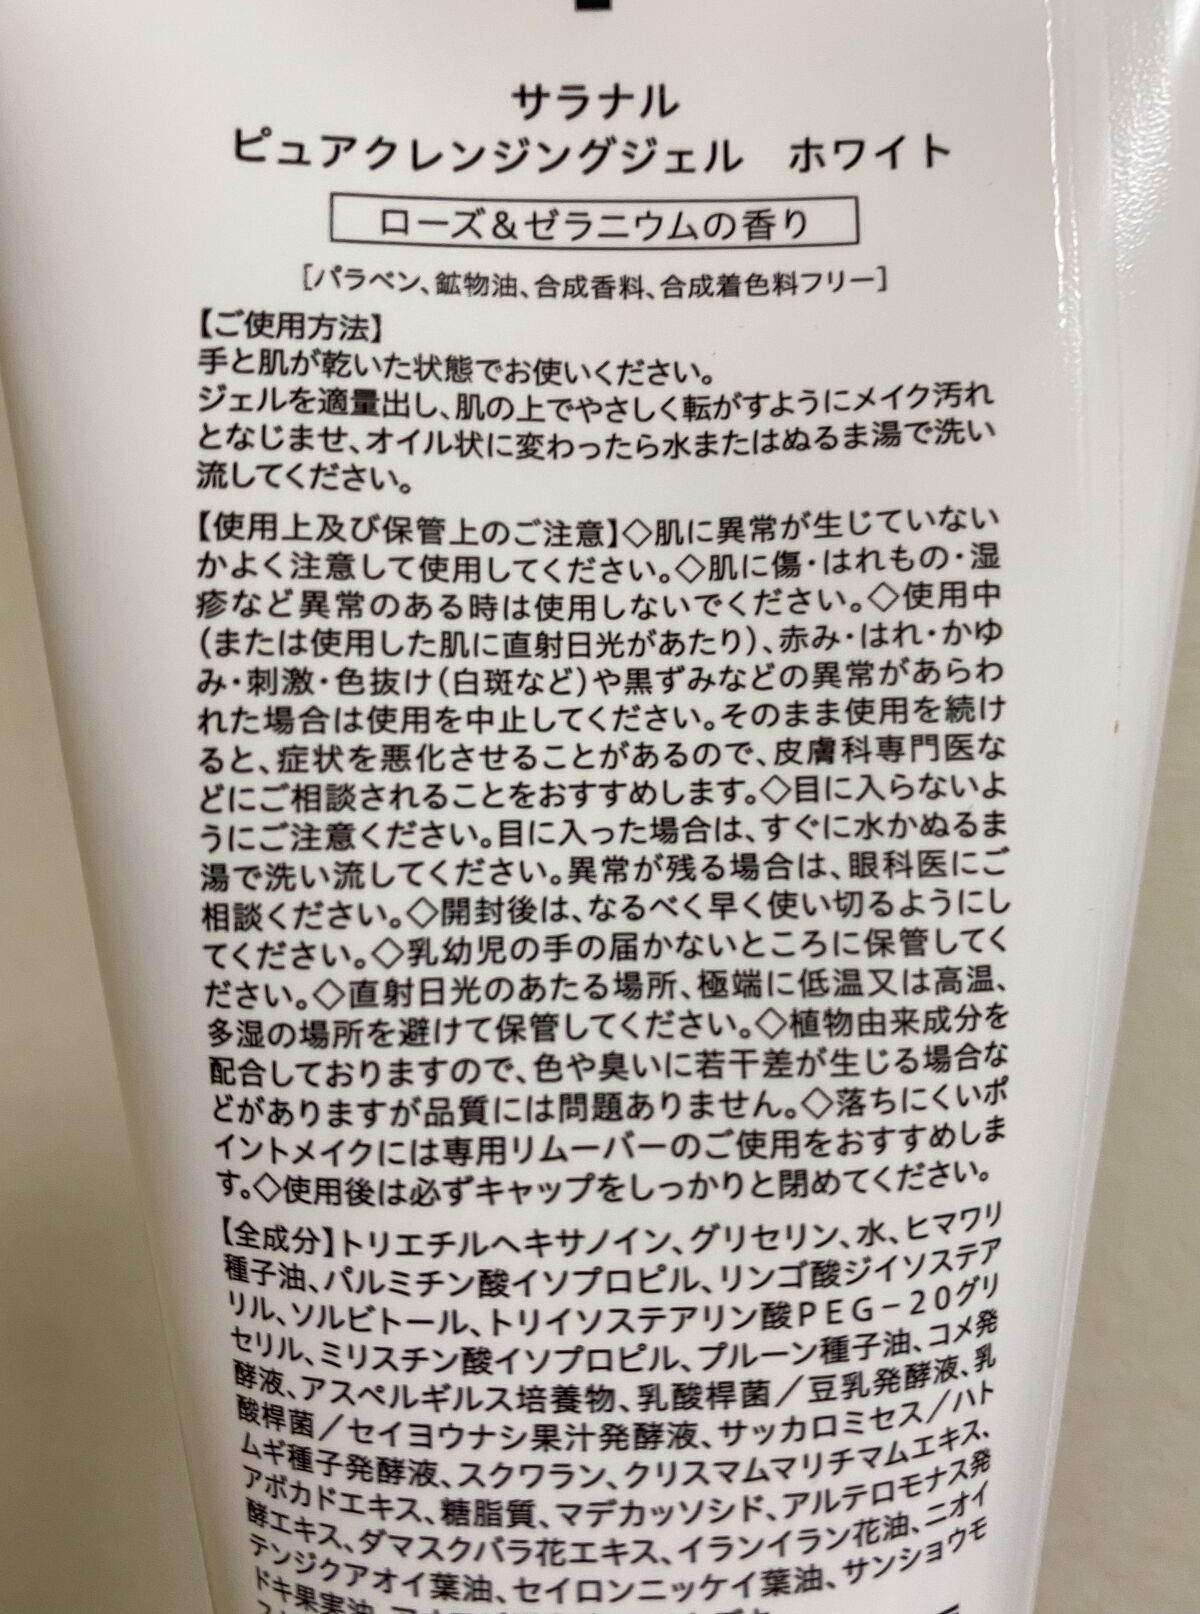 サラナル
ピュアクレンジングジェル ホワイト
ローズ&ゼラニウムの香り
[パラベン、鉱物油、合成香料、合成着色料フリー]
【ご使用方法】
手と肌が乾いた状態でお使いください。
ジェルを適量出し、肌の上でやさしく転がすようにメイク汚れ
となじませ、オイル状に変わったら水またはぬるま湯で洗い
流してください。
【使用上及び保管上のご注意】◇肌に異常が生じていない
かよく注意して使用してください。◇肌に傷・はれもの・湿
疹など異常のある時は使用しないでください。◇使用中
(または使用した肌に直射日光があたり)、赤み・はれ・かゆ
み・刺激・色抜け(白斑など)や黒ずみなどの異常があらわ
れた場合は使用を中止してください。そのまま使用を続け
ると、症状を悪化させることがあるので、皮膚科専門医な
どにご相談されることをおすすめします。◇目に入らないよ
うにご注意ください。目に入った場合は、すぐに水かぬるま
湯で洗い流してください。異常が残る場合は、眼科医にご
相談ください。◇開封後は、なるべく早く使い切るようにし
てください。◇乳幼児の手の届かないところに保管してく
ださい。◇直射日光のあたる場所、極端に低温又は高温、
多湿の場所を避けて保管してください。◇植物由来成分を
配合しておりますので、色や臭いに若干差が生じる場合な
どがありますが品質には問題ありません。◇落ちにくいポ
イントメイクには専用リムーバーのご使用をおすすめしま
す。◇使用後は必ずキャップをしっかりと閉めてください。
【全成分】トリエチルヘキサノイン、グリセリン、水、ヒマワリ
種子油、パルミチン酸イソプロピル、リンゴ酸ジイソステア
リル、ソルビトール、トリイソステアリン酸PEG-20グリ
セリル、ミリスチン酸イソプロピル、プルーン種子油、コメ発
酵液、アスペルギルス培養物、乳酸桿菌/豆乳発酵液、乳
酸桿菌/セイヨウナシ果汁発酵液、サッカロミセス/ハト
ムギ種子発酵液、スクワラン、クリスマムマリチマムエキス、
アボカドエキス、糖脂質、マデカッソシド、アルテロモナス発
酵エキス、ダマスクバラ花エキス、イランイラン花油、ニオイ
テンジクアオイ葉油、セイロンニッケイ葉油、サンショウモ
ドキ果実油、